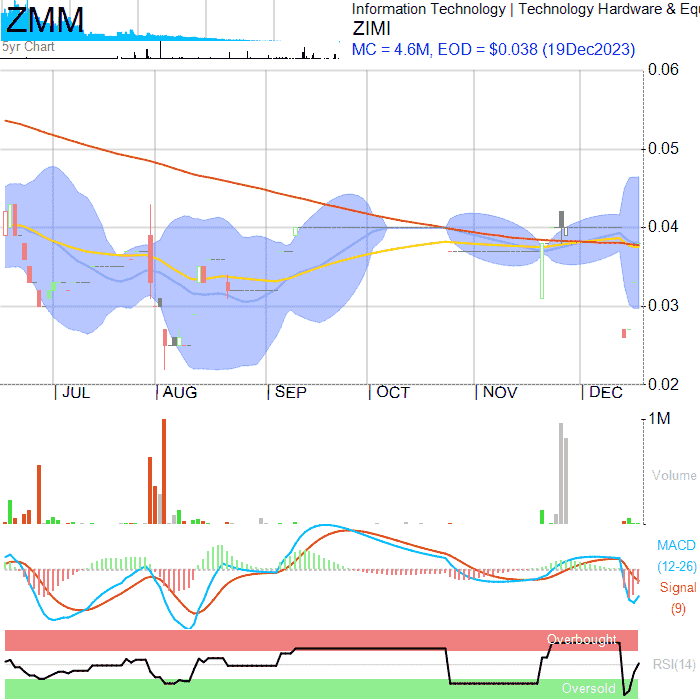 ZMM
5yr Chart
Information Technology | Technology Hardware & Equ
ZIMI
MC = 4.6M, EOD = $0.038 (19Dec2023)
0.06
0.05
0.04
0.03
0.02
JUL AUG SEP OCT NOV DEC
1M
Volume
MACD
(12-26)
Signal
(9)
Overbought
RSI(14)
Oversold